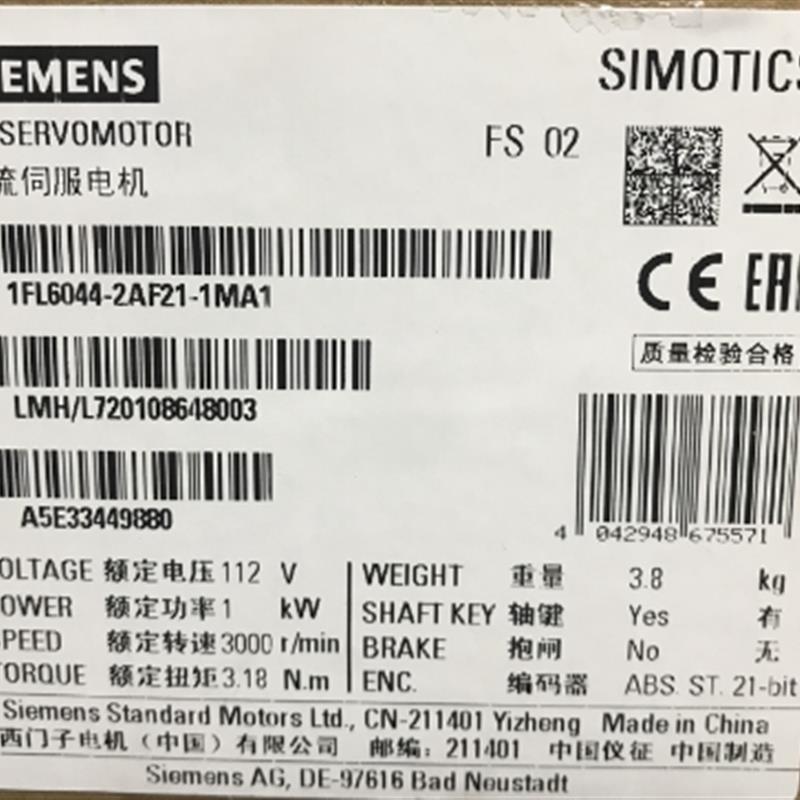 IEMENS SIMOTICS
SERVOMOTOR FS 02
流伺服电机
1FL6044-2AF21-1MA1
CE EAC
质量检验合格
LMH/L720108648003
A5E33449880
4 042948 675571
OLTAGE 额定电压 112 V WEIGHT 重量 3.8 kg
OWER 额定功率 1 kW SHAFT KEY 轴键 Yes 有
PEED 额定转速 3000 r/min BRAKE 抱闸 No 无
TORQUE 额定扭矩 3.18 N.m ENC. 编码器 ABS. ST. 21-bit
Siemens Standard Motors Ltd., CN-211401 Yizheng Made in China
西门子电机（中国）有限公司 邮编：211401 中国仪征 中国制造
Siemens AG, DE-97616 Bad Neustadt